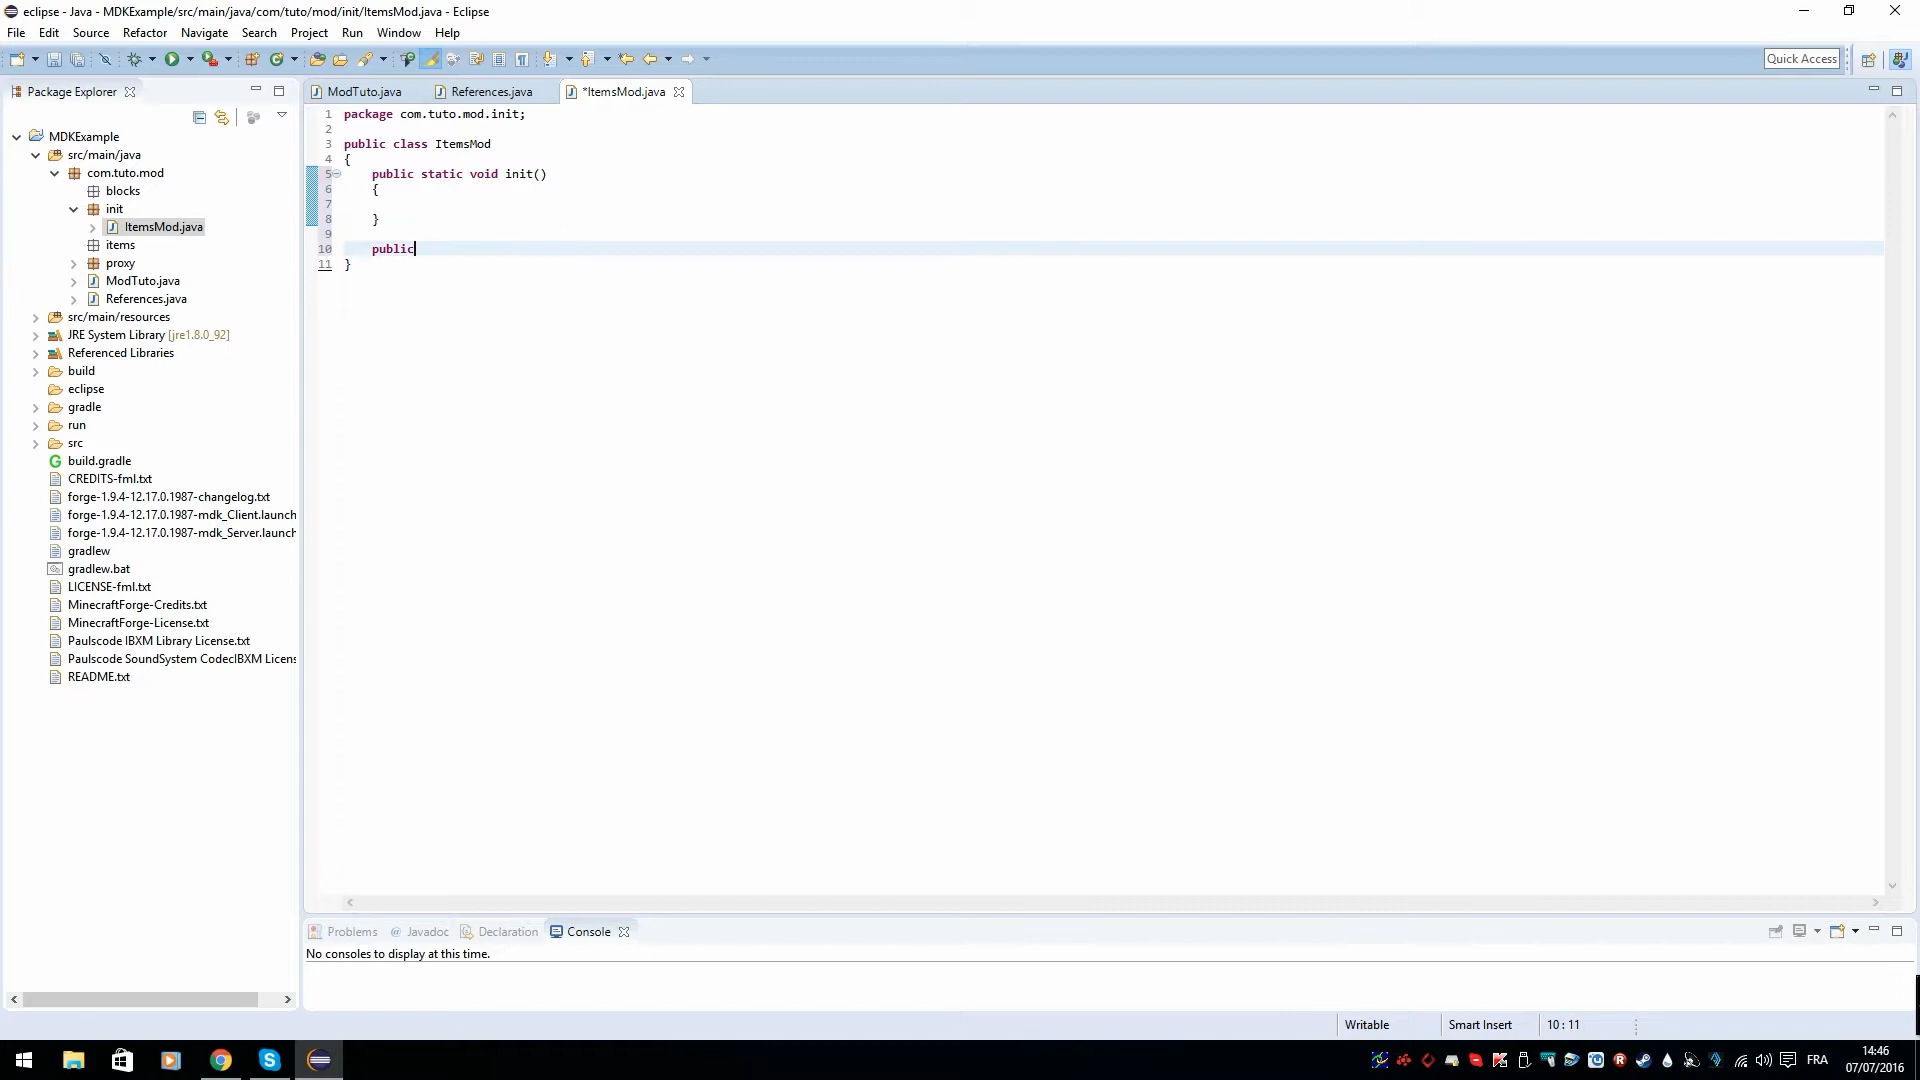 eclipse - Java - MDKExample/src/main/java/com/tuto/mod/init/ItemsMod.java - Eclipse
File Edit Source Refactor Navigate Search Project Run Window Help
Quick Access
Package Explorer
ModTuto.java References.java *ItemsMod.java
MDKExample
src/main/java
com.tuto.mod
blocks
init
ItemsMod.java
items
proxy
ModTuto.java
References.java
src/main/resources
JRE System Library [jre1.8.0_92]
Referenced Libraries
build
eclipse
gradle
run
src
build.gradle
CREDITS-fml.txt
forge-1.9.4-12.17.0.1987-changelog.txt
forge-1.9.4-12.17.0.1987-mdk_Client.launch
forge-1.9.4-12.17.0.1987-mdk_Server.launch
gradlew
gradlew.bat
LICENSE-fml.txt
MinecraftForge-Credits.txt
MinecraftForge-License.txt
Paulscode IBXM Library License.txt
Paulscode SoundSystem CodecIBXM Licens
README.txt
1 package com.tuto.mod.init;
2
3 public class ItemsMod
4 {
5 public static void init()
6 {
7
8 }
9
10 public
11 }
Problems @ Javadoc Declaration Console
No consoles to display at this time.
Writable Smart Insert 10 : 11
FRA
14:46
07/07/2016